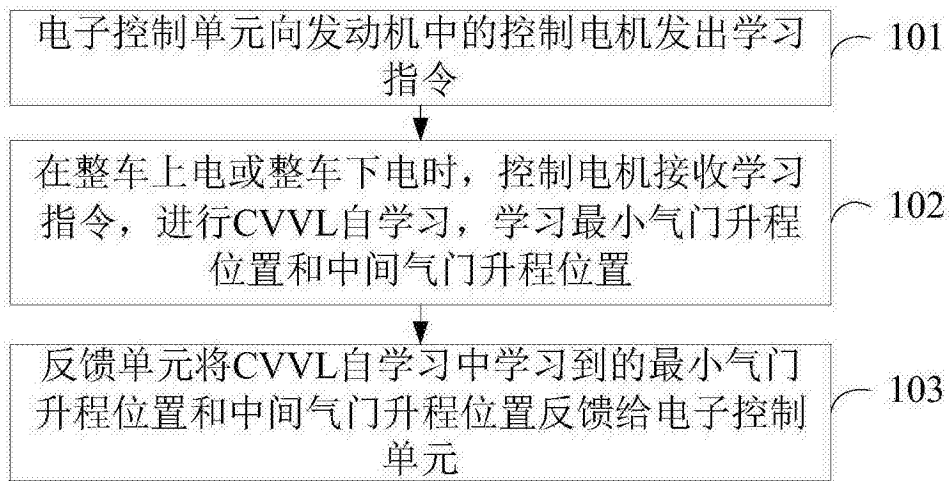 电子控制单元向发动机中的控制电机发出学习
指令
101
在整车上电或整车下电时，控制电机接收学习
指令，进行CVVL自学习，学习最小气门升程
位置和中间气门升程位置
102
反馈单元将CVVL自学习中学习到的最小气门
升程位置和中间气门升程位置反馈给电子控制
单元
103